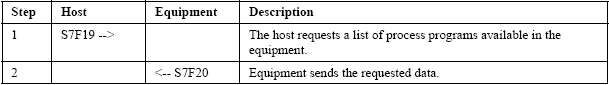 Step Host Equipment Description
1 S7F19 --> The host requests a list of process programs available in the
equipment.
2 <-- S7F20 Equipment sends the requested data.